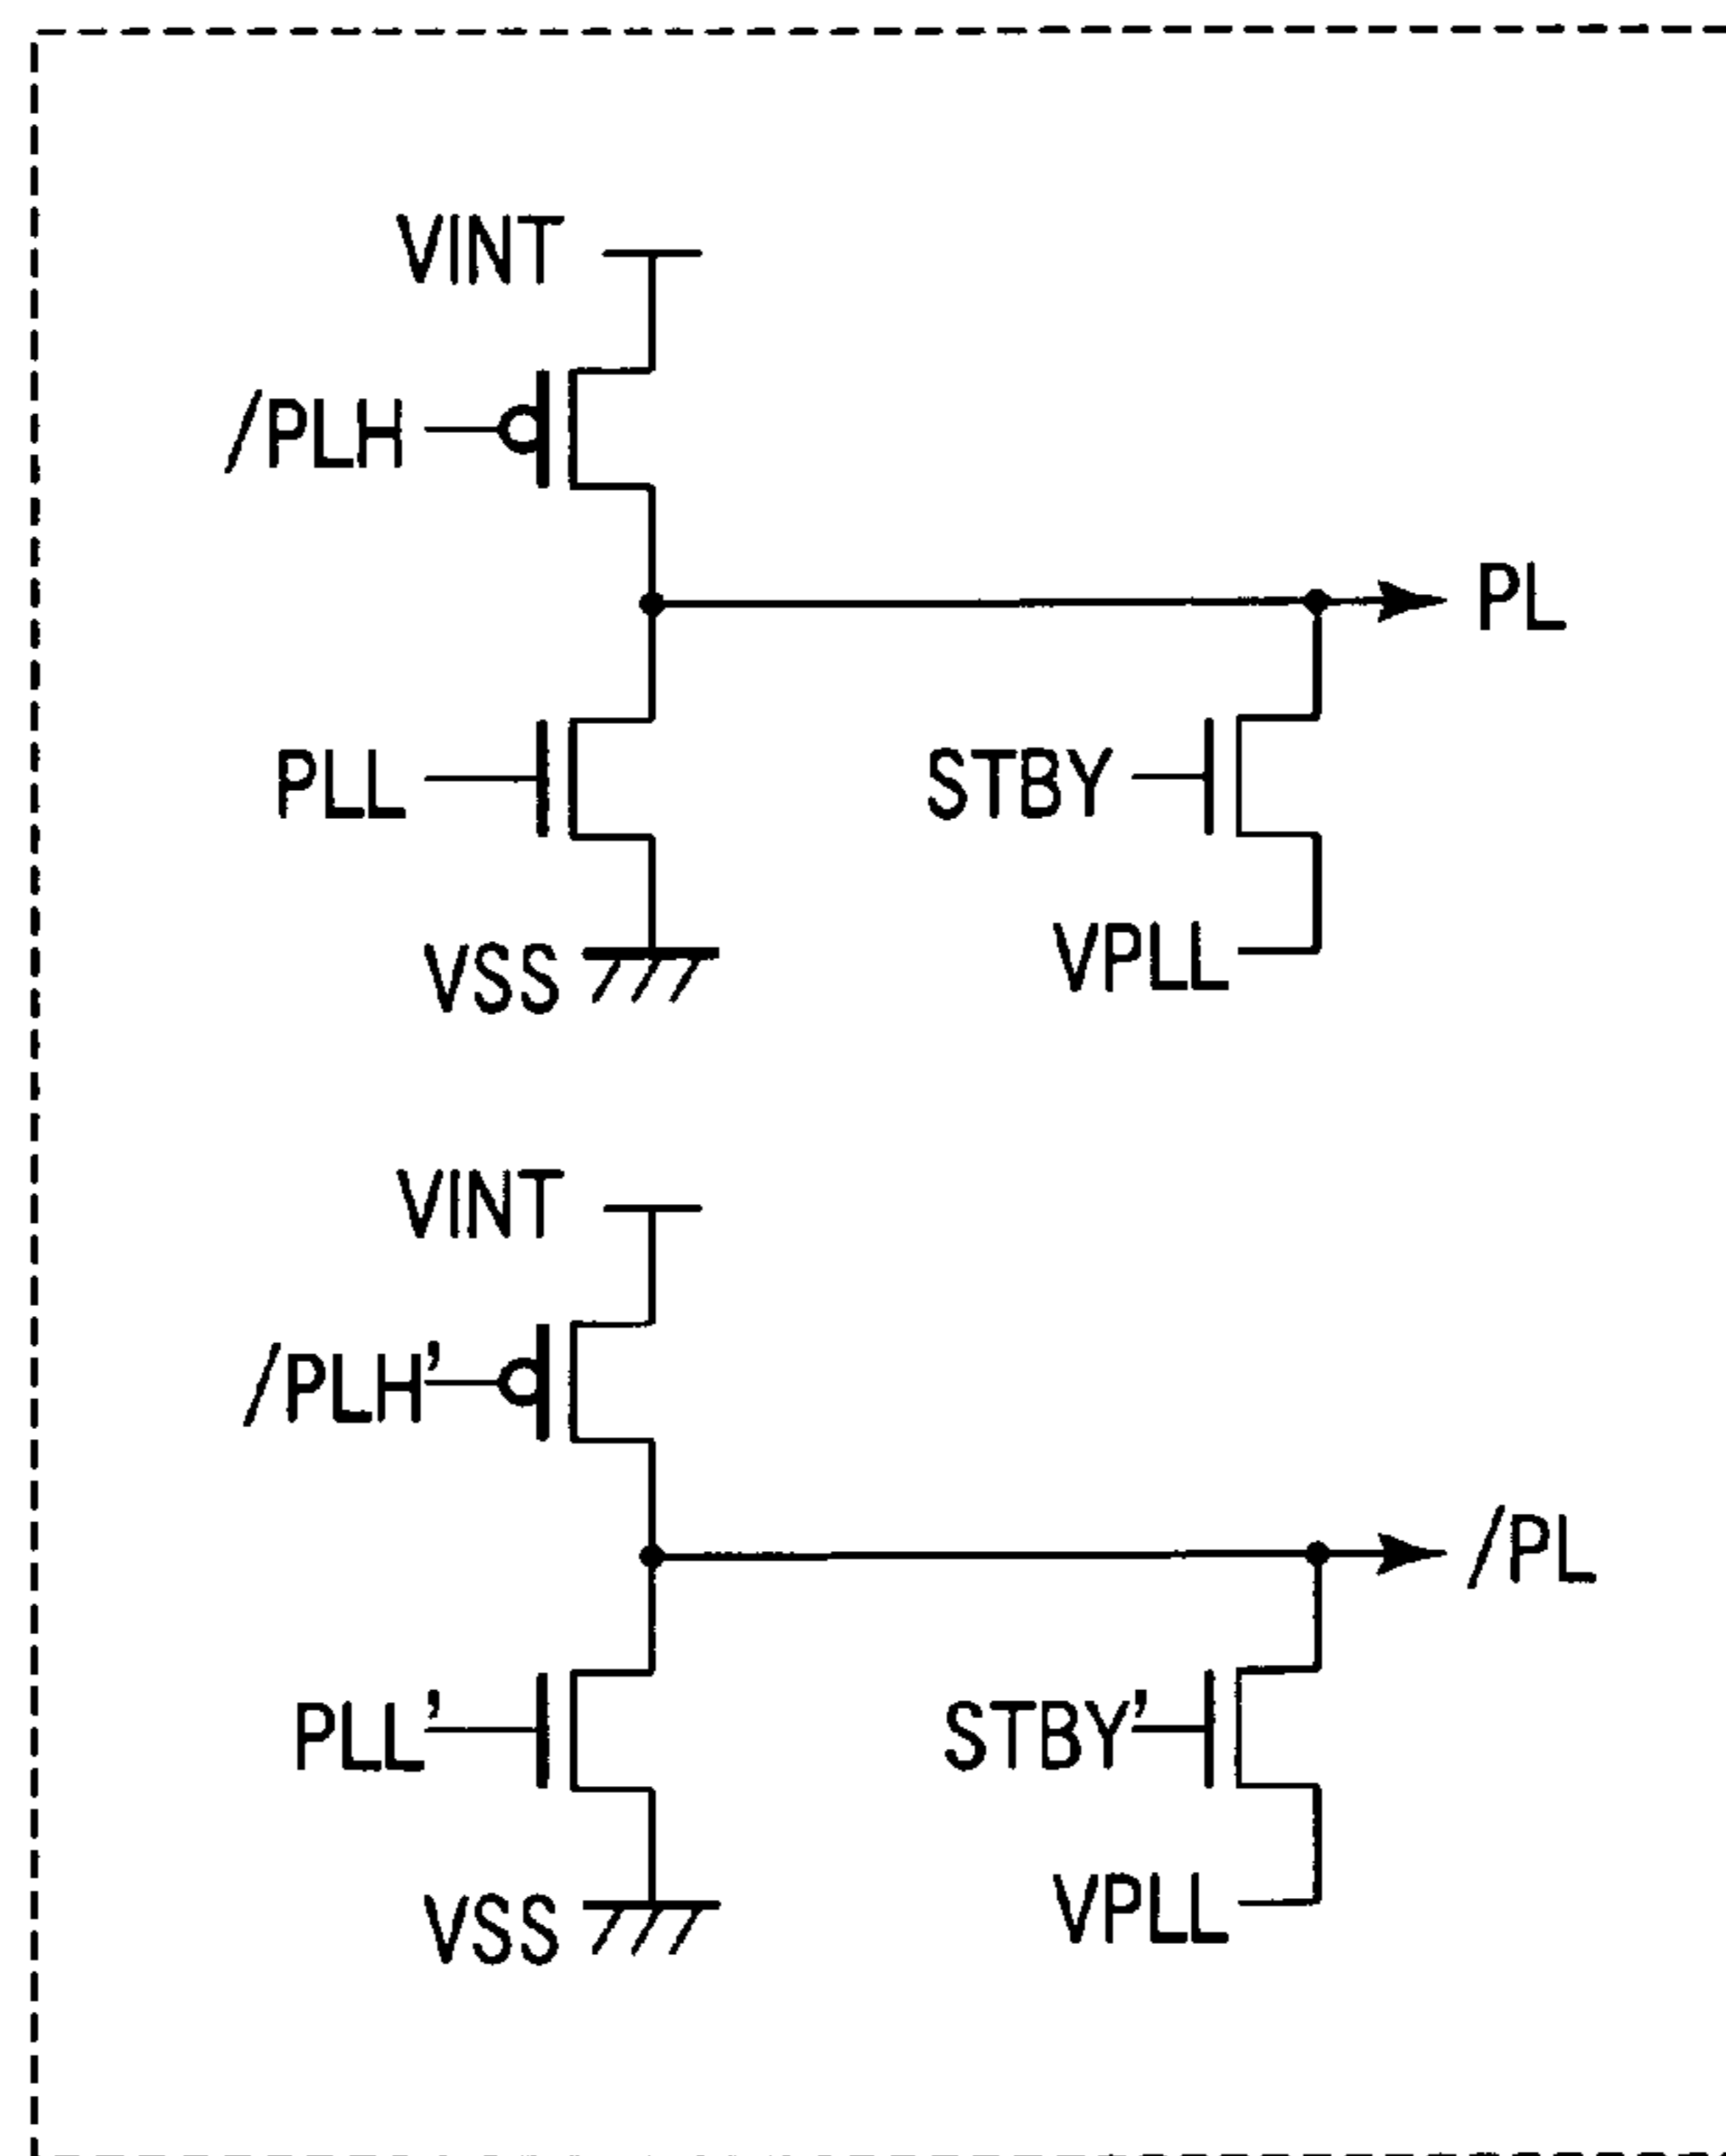 VINT
/PLH
PL
PLL
STBY
VPLL
VSS
VINT
/PLH'
/PL
PLL'
STBY'
VPLL
VSS